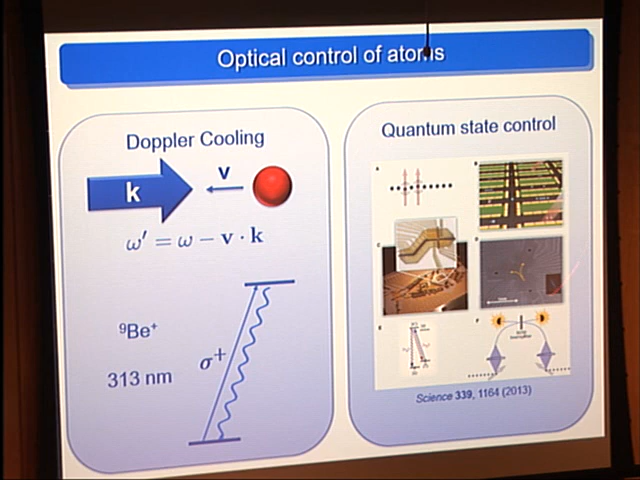 Optical control of atoms
Doppler Cooling
k
v
ω′ = ω − v · k
⁹Be⁺
313 nm
σ⁺
Quantum state control
A
B
C
D
E
F
Science 339, 1164 (2013)